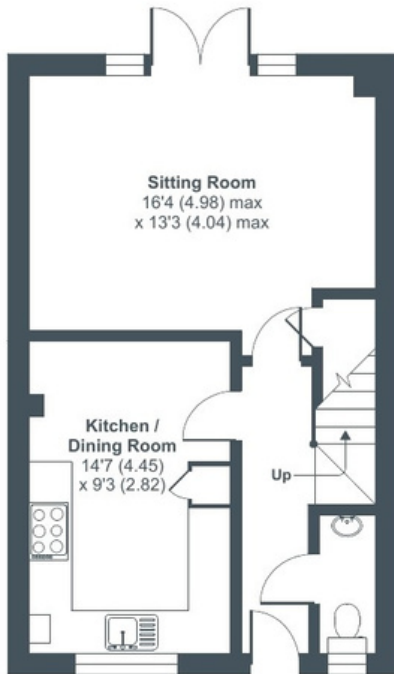 Sitting Room
16'4 (4.98) max
x 13'3 (4.04) max
Kitchen /
Dining Room
14'7 (4.45)
x 9'3 (2.82)
Up